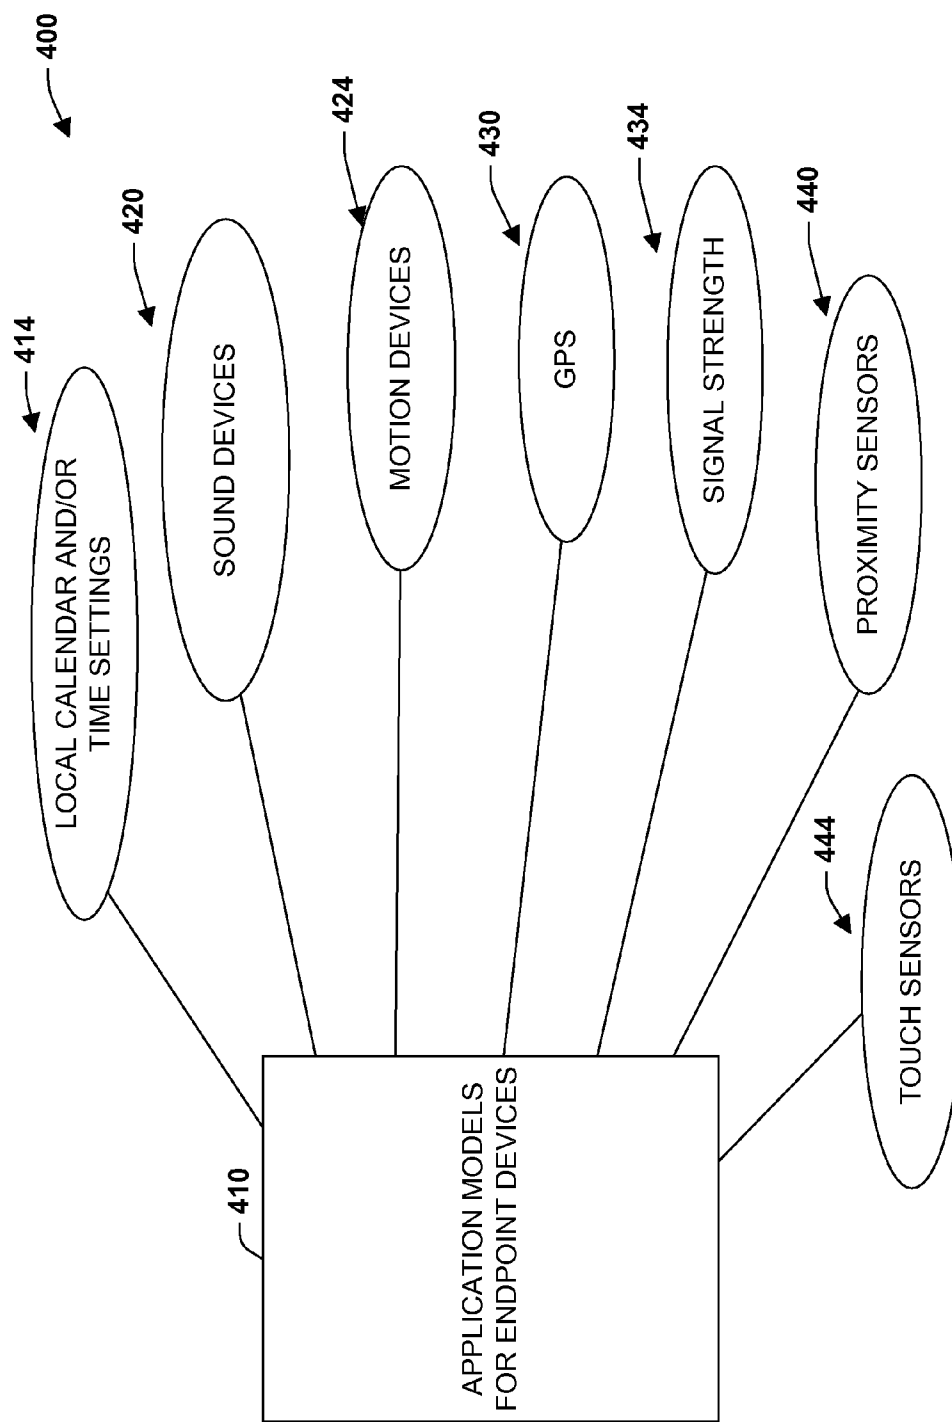 400
414
LOCAL CALENDAR AND/OR
TIME SETTINGS
420
SOUND DEVICES
424
MOTION DEVICES
430
GPS
434
SIGNAL STRENGTH
440
PROXIMITY SENSORS
444
TOUCH SENSORS
410
APPLICATION MODELS
FOR ENDPOINT DEVICES